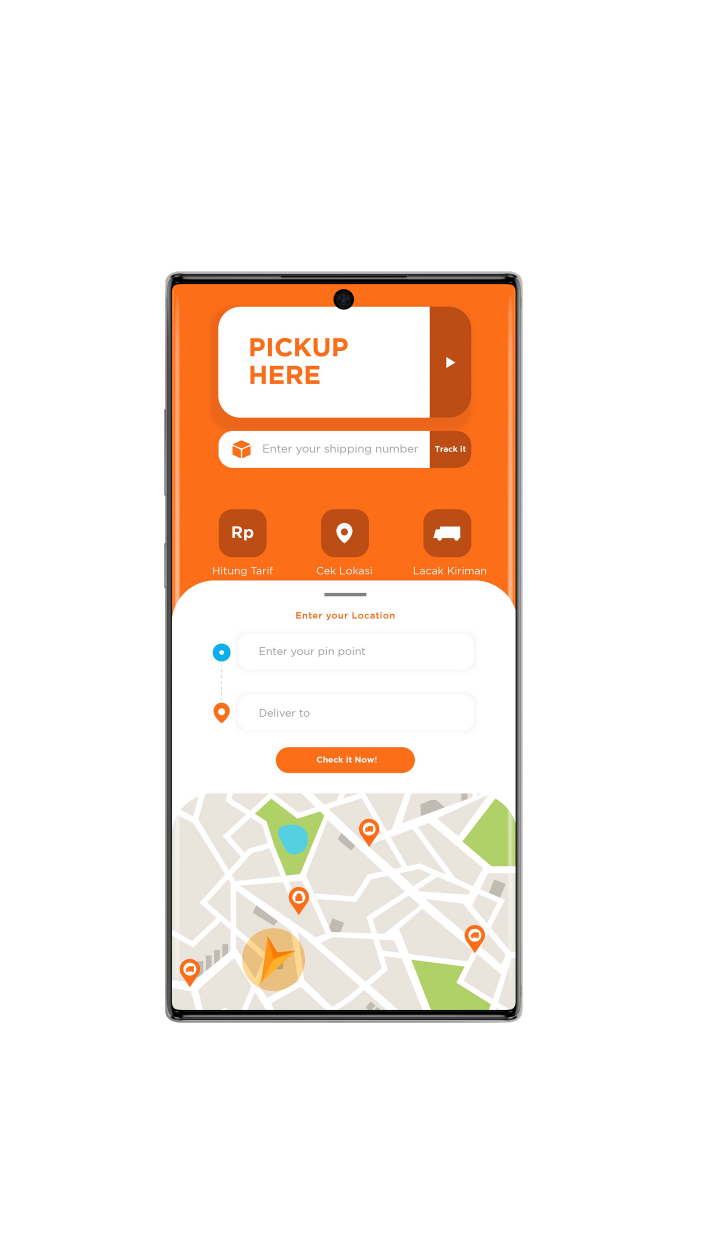 PICKUP
HERE
Enter your shipping number
Track it
Rp
Hitung Tarif
Cek Lokasi
Lacak Kiriman
Enter your Location
Enter your pin point
Deliver to
Check it Now!